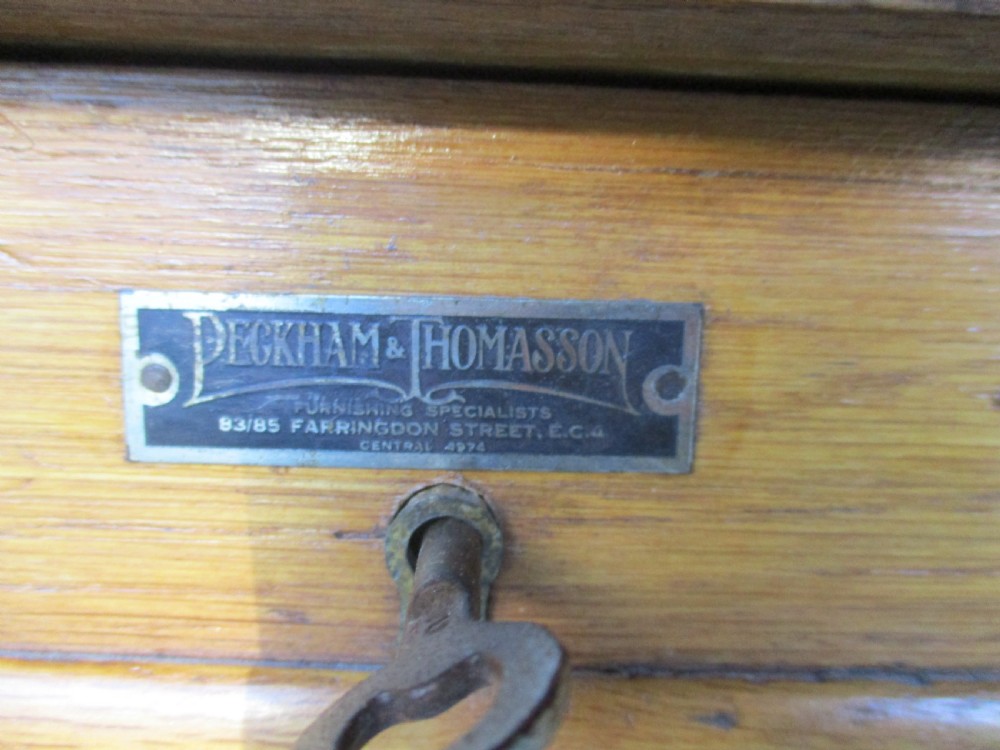 PECKHAM & THOMASSON
FURNISHING SPECIALISTS
83/85 FARRINGDON STREET, E.C.4
CENTRAL 4974